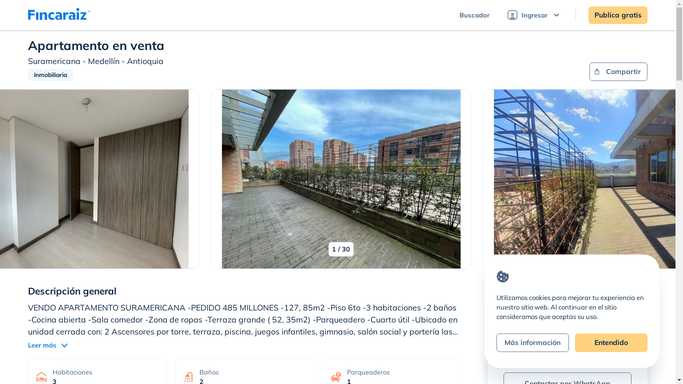 Fincaraiz
Buscador
Ingresar
Publica gratis
Apartamento en venta
Suramericana - Medellín - Antioquia
Inmobiliaria
Compartir
1 / 30
Descripción general
VENDO APARTAMENTO SURAMERICANA -PEDIDO 485 MILLONES -127, 85m2 -Piso 6to -3 habitaciones -2 baños
-Cocina abierta -Sala comedor -Zona de ropas -Terraza grande ( 52, 35m2) -Parqueadero -Cuarto útil -Ubicado en
unidad cerrada con: 2 Ascensores por torre, terraza, piscina, juegos infantiles, gimnasio, salón social y portería las...
Leer más
Habitaciones
3
Baños
2
Parqueaderos
1
Utilizamos cookies para mejorar tu experiencia en
nuestro sitio web. Al continuar en el sitio
consideramos que aceptas su uso.
Más información
Entendido
Contactar por WhatsApp